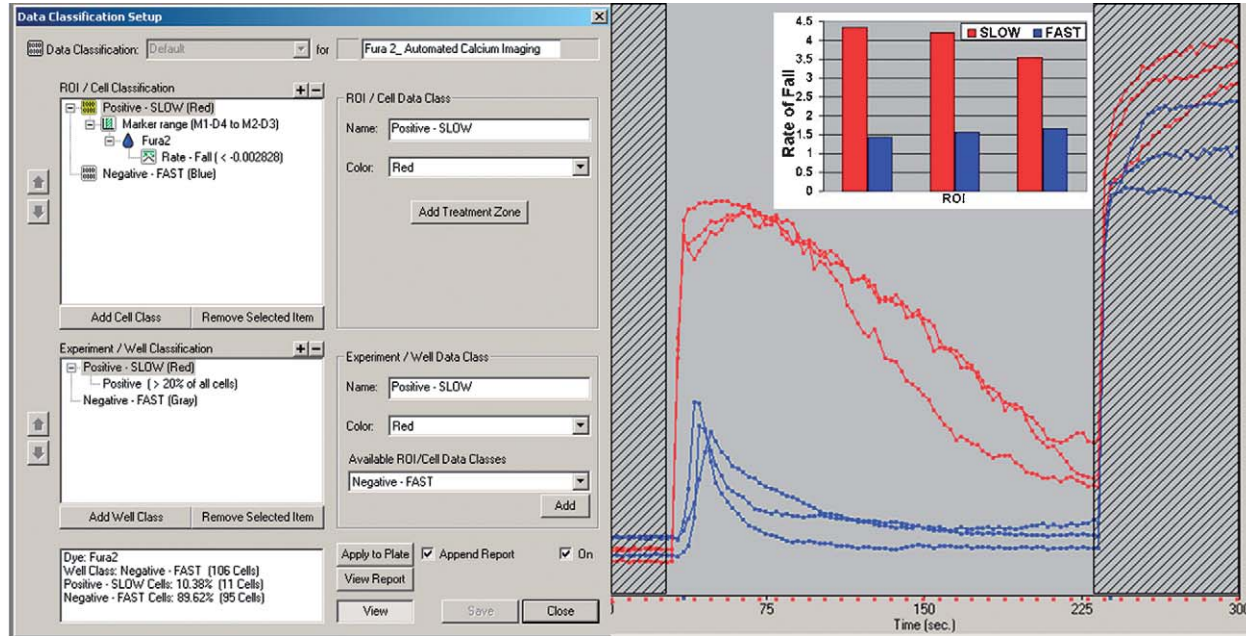 Data Classification Setup
Data Classification: Default for Fura 2_ Automated Calcium Imaging
ROI / Cell Classification
Positive - SLOW (Red)
Marker range (M1-D4 to M2-D3)
Fura2
Rate - Fall ( < -0.002828)
Negative - FAST (Blue)
Add Cell Class Remove Selected Item
ROI / Cell Data Class
Name: Positive - SLOW
Color: Red
Add Treatment Zone
Experiment / Well Classification
Positive - SLOW (Red)
Positive ( > 20% of all cells)
Negative - FAST (Gray)
Add Well Class Remove Selected Item
Experiment / Well Data Class
Name: Positive - SLOW
Color: Red
Available ROI/Cell Data Classes
Negative - FAST
Add
Dye: Fura2
Well Class: Negative - FAST (106 Cells)
Positive - SLOW Cells: 10.38% (11 Cells)
Negative - FAST Cells: 89.62% (95 Cells)
Apply to Plate Append Report On
View Report
View Save Close
SLOW FAST
Rate of Fall
4.5
4
3.5
3
2.5
2
1.5
1
0.5
0
ROI
75 150 225 300
Time (sec.)